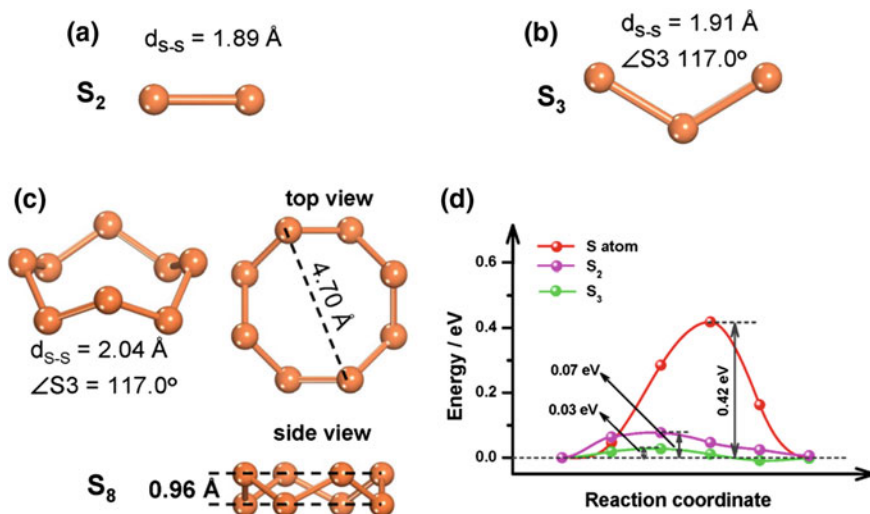 (a)
d_S-S = 1.89 Å
S₂
(b)
d_S-S = 1.91 Å
∠S3 117.0º
S₃
(c)
d_S-S = 2.04 Å
∠S3 = 117.0º
top view
4.70 Å
side view
S₈
0.96 Å
(d)
S atom
S₂
S₃
Energy / eV
0.6
0.4
0.2
0.0
0.07 eV
0.03 eV
0.42 eV
Reaction coordinate